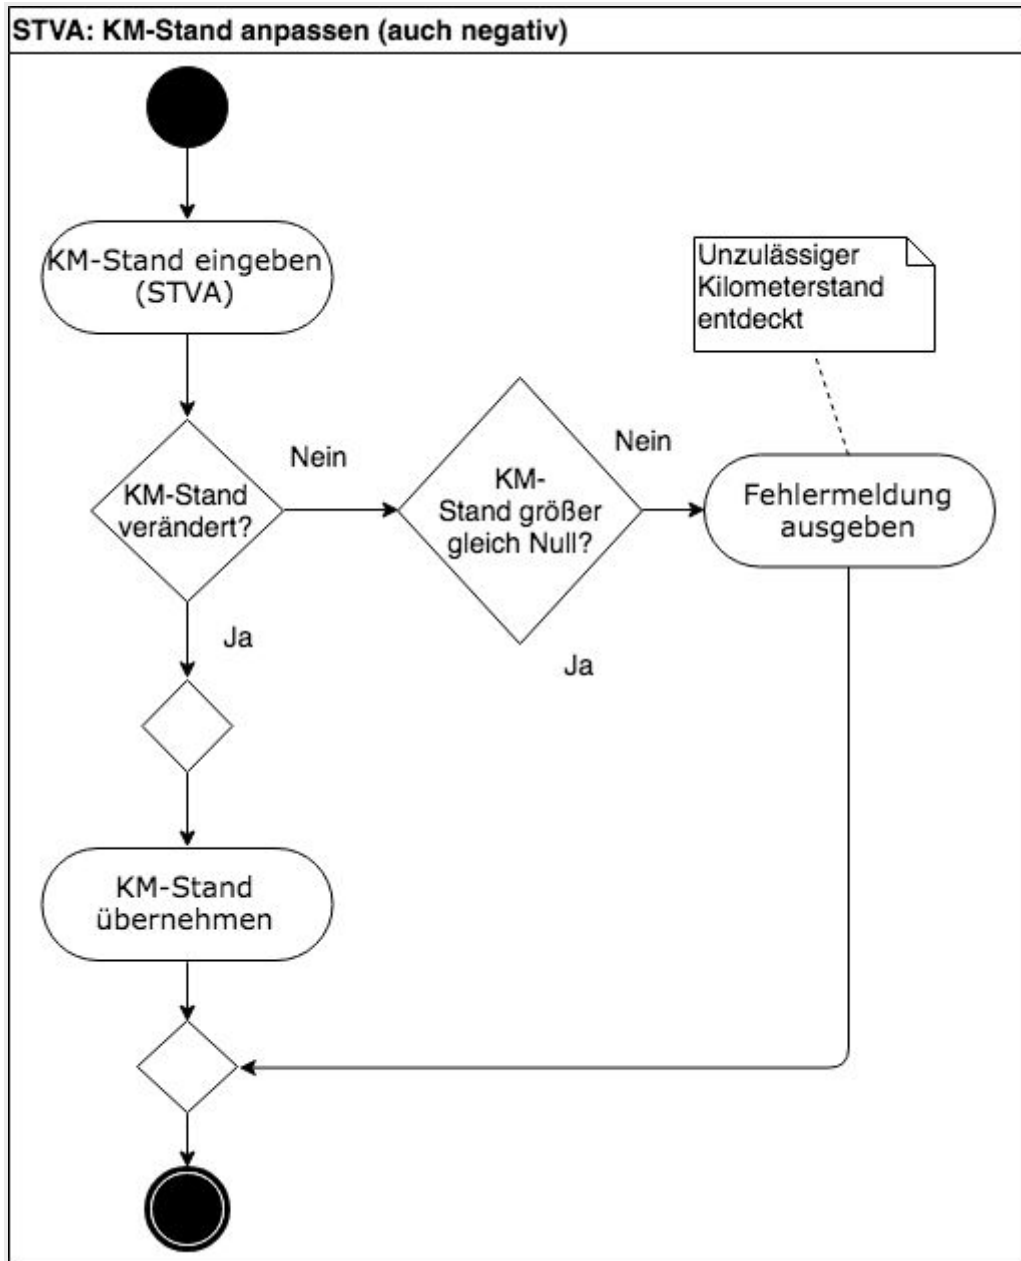 STVA: KM-Stand anpassen (auch negativ)
KM-Stand eingeben
(STVA)
Unzulässiger
Kilometerstand
entdeckt
KM-Stand
verändert?
Nein
KM-
Stand größer
gleich Null?
Nein
Fehlermeldung
ausgeben
Ja
Ja
KM-Stand
übernehmen